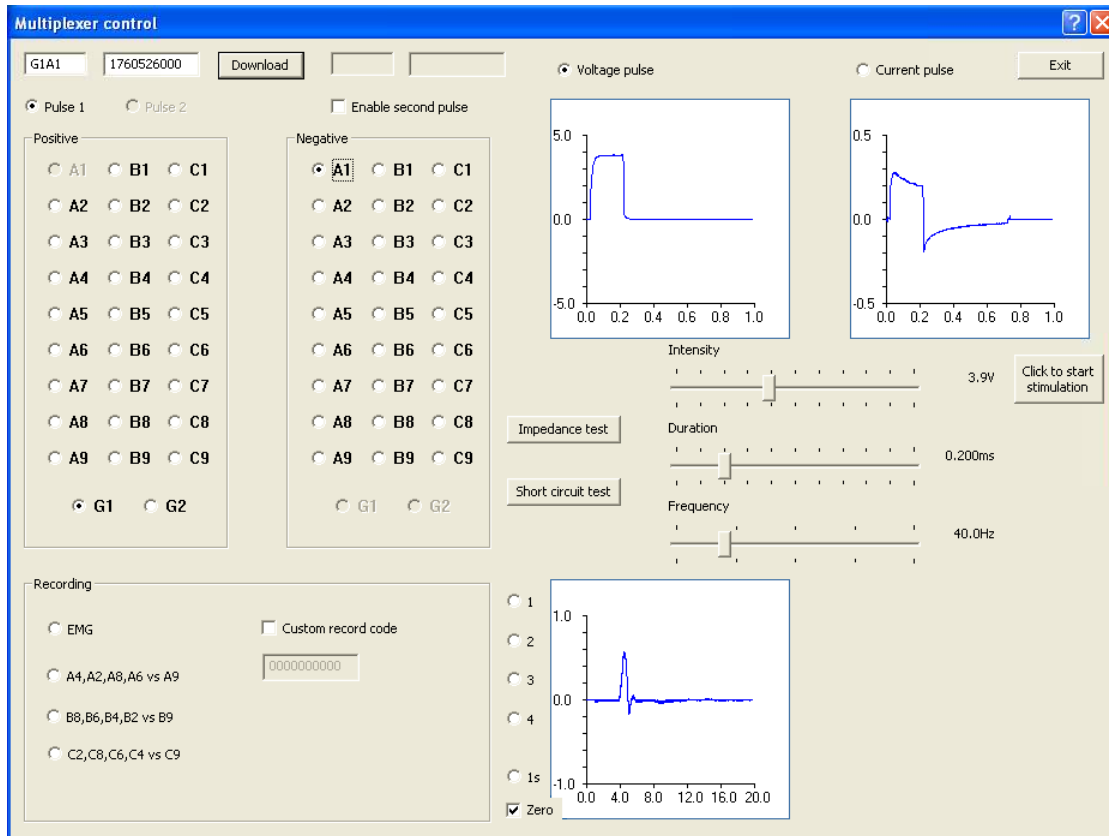 Multiplexer control
G1A1 1760526000 Download Voltage pulse Current pulse Exit
Pulse 1 Pulse 2 Enable second pulse
Positive
A1 B1 C1
A2 B2 C2
A3 B3 C3
A4 B4 C4
A5 B5 C5
A6 B6 C6
A7 B7 C7
A8 B8 C8
A9 B9 C9
G1 G2
Negative
A1 B1 C1
A2 B2 C2
A3 B3 C3
A4 B4 C4
A5 B5 C5
A6 B6 C6
A7 B7 C7
A8 B8 C8
A9 B9 C9
G1 G2
5.0
0.0
-5.0
0.0 0.2 0.4 0.6 0.8 1.0
0.5
0.0
-0.5
0.0 0.2 0.4 0.6 0.8 1.0
Intensity
3.9V
Click to start
stimulation
Impedance test
Duration
0.200ms
Short circuit test
Frequency
40.0Hz
Recording
EMG
Custom record code
0000000000
A4,A2,A8,A6 vs A9
B8,B6,B4,B2 vs B9
C2,C8,C6,C4 vs C9
1
2
3
4
1s
Zero
1.0
0.0
-1.0
0.0 4.0 8.0 12.0 16.0 20.0